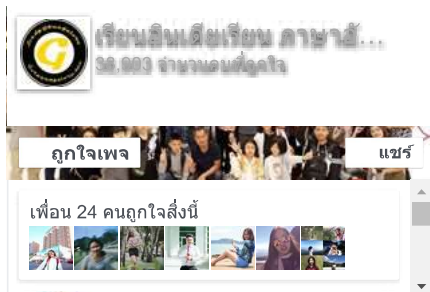 เรียนอินเดียเรียน ภาษาอั...
จำนวนคนที่ถูกใจ
ถูกใจเพจ
แชร์
เพื่อน 24 คนถูกใจสิ่งนี้